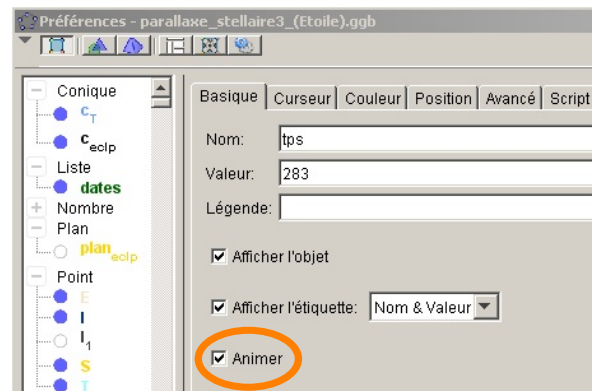 Préférences - parallaxe_stellaire3_(Etoile).ggb
Conique
c_T
c_eclp
Liste
dates
Nombre
Plan
plan_eclp
Point
E
I
I_1
S
T
Basique Curseur Couleur Position Avancé Script
Nom: tps
Valeur: 283
Légende:
Afficher l'objet
Afficher l'étiquette: Nom & Valeur
Animer